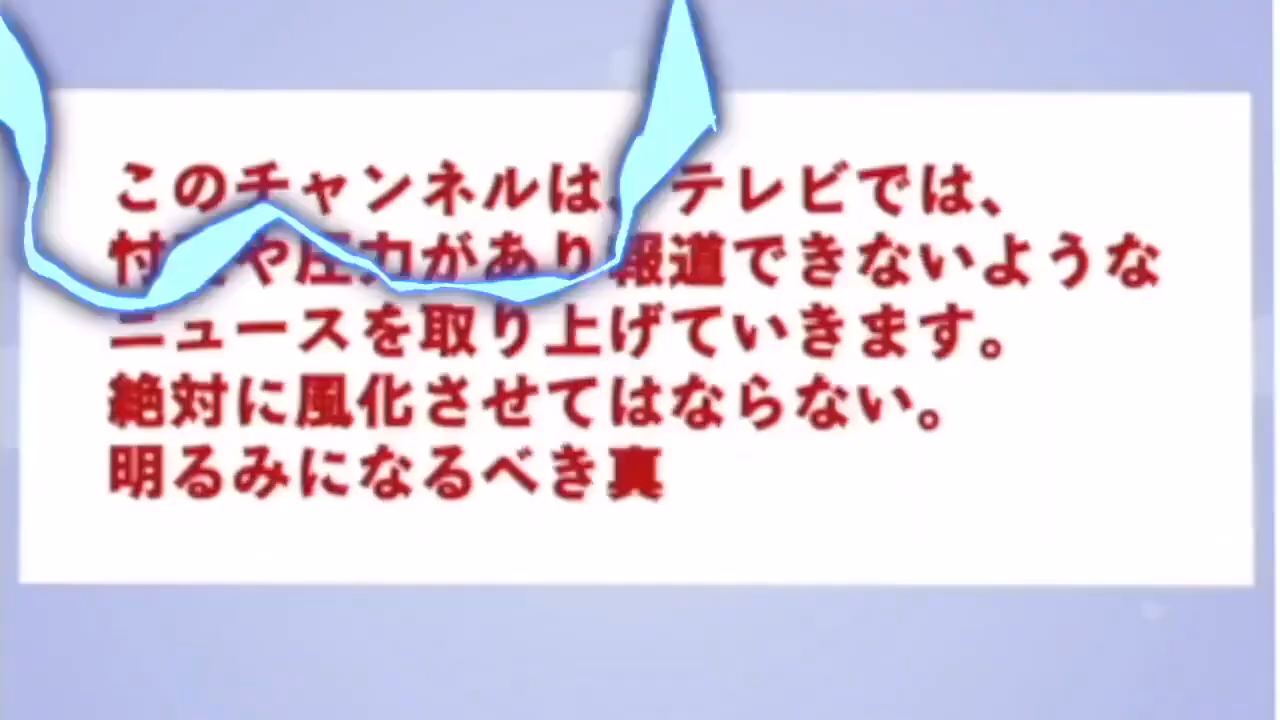 このチャンネルは、テレビでは、
忖度や圧力があり報道できないような
ニュースを取り上げていきます。
絶対に風化させてはならない。
明るみになるべき真